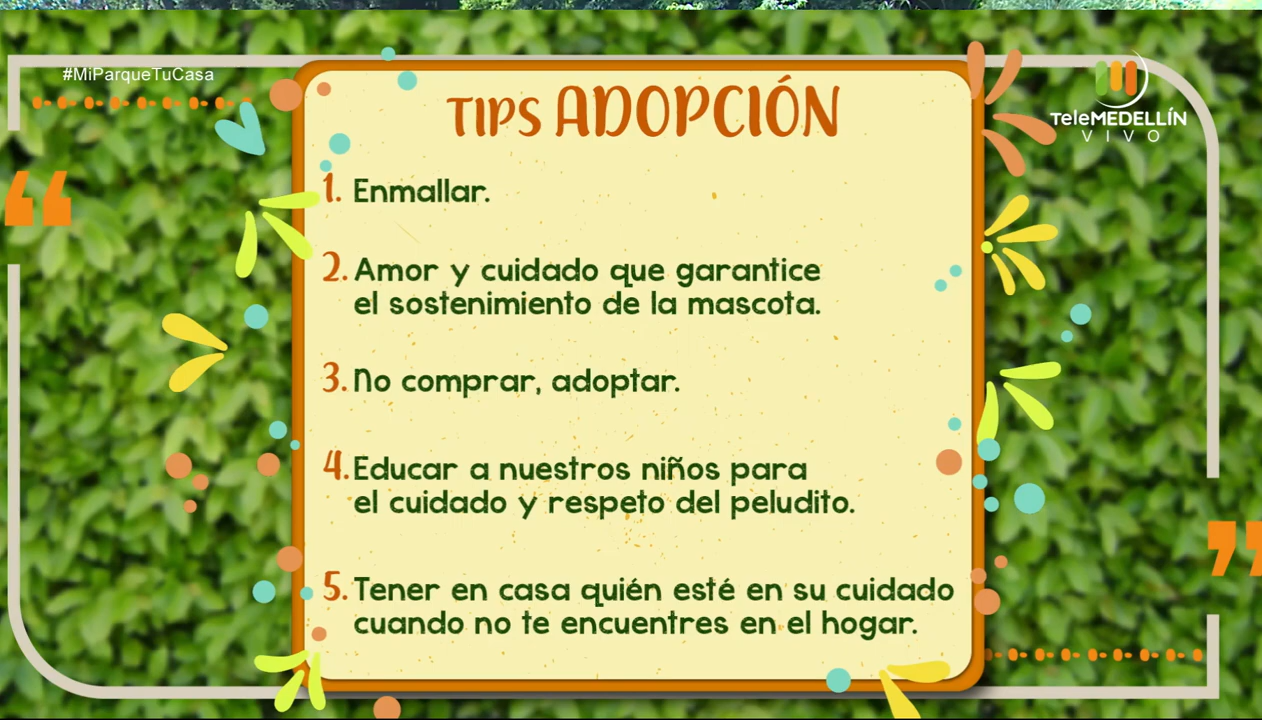 #MiParqueTuCasa
TeleMEDELLÍN
VIVO
TIPS ADOPCIÓN
1. Enmallar.
2. Amor y cuidado que garantice
el sostenimiento de la mascota.
3. No comprar, adoptar.
4. Educar a nuestros niños para
el cuidado y respeto del peludito.
5. Tener en casa quién esté en su cuidado
cuando no te encuentres en el hogar.